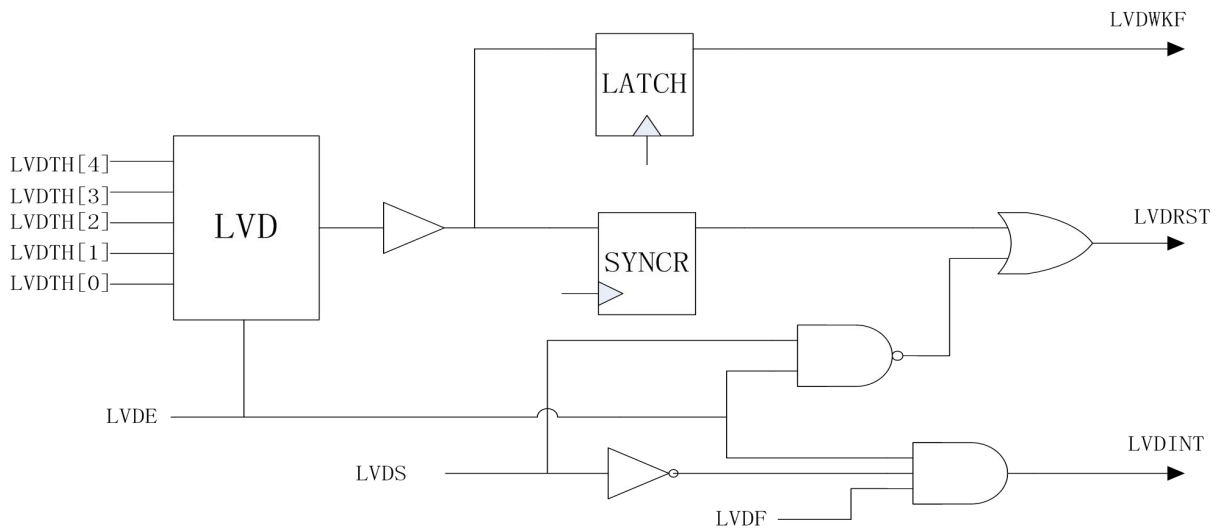 LVDWKF
LATCH
LVDTH[4]
LVDTH[3]
LVDTH[2]
LVDTH[1]
LVDTH[0]
LVD
LVDRST
SYNCR
LVDE
LVDS
LVDINT
LVDF